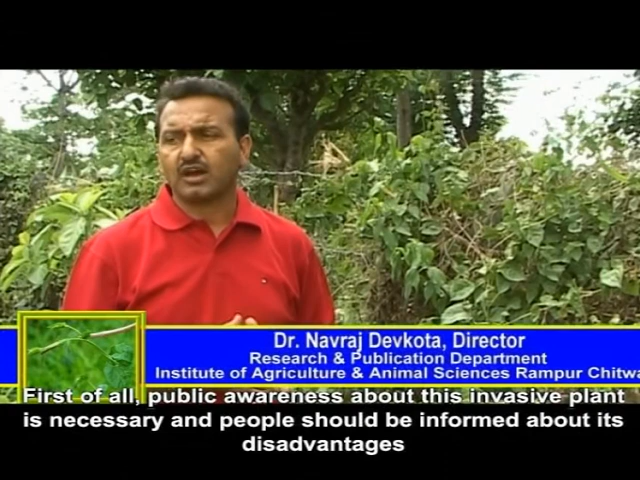 Dr. Navraj Devkota, Director
Research & Publication Department
Institute of Agriculture & Animal Sciences Rampur Chitwa
First of all, public awareness about this invasive plant
is necessary and people should be informed about its
disadvantages